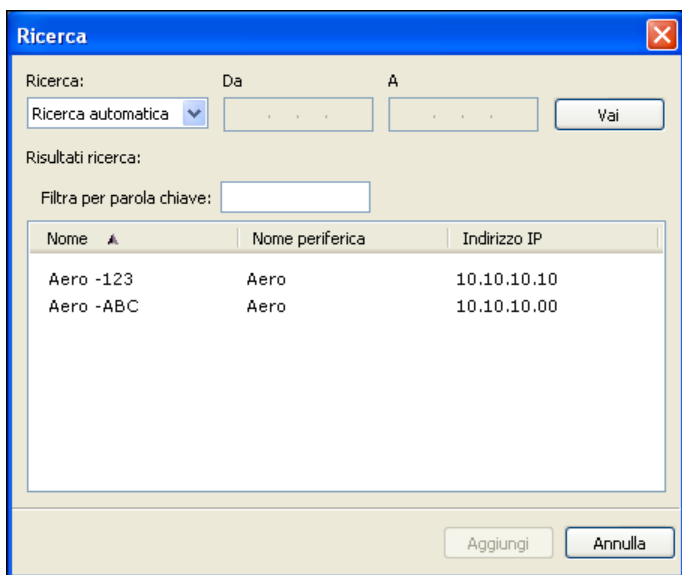 Ricerca
Ricerca: Da A
Ricerca automatica . . . . . . Vai
Risultati ricerca:
Filtra per parola chiave:
Nome Nome periferica Indirizzo IP
Aero -123 Aero 10.10.10.10
Aero -ABC Aero 10.10.10.00
Aggiungi Annulla